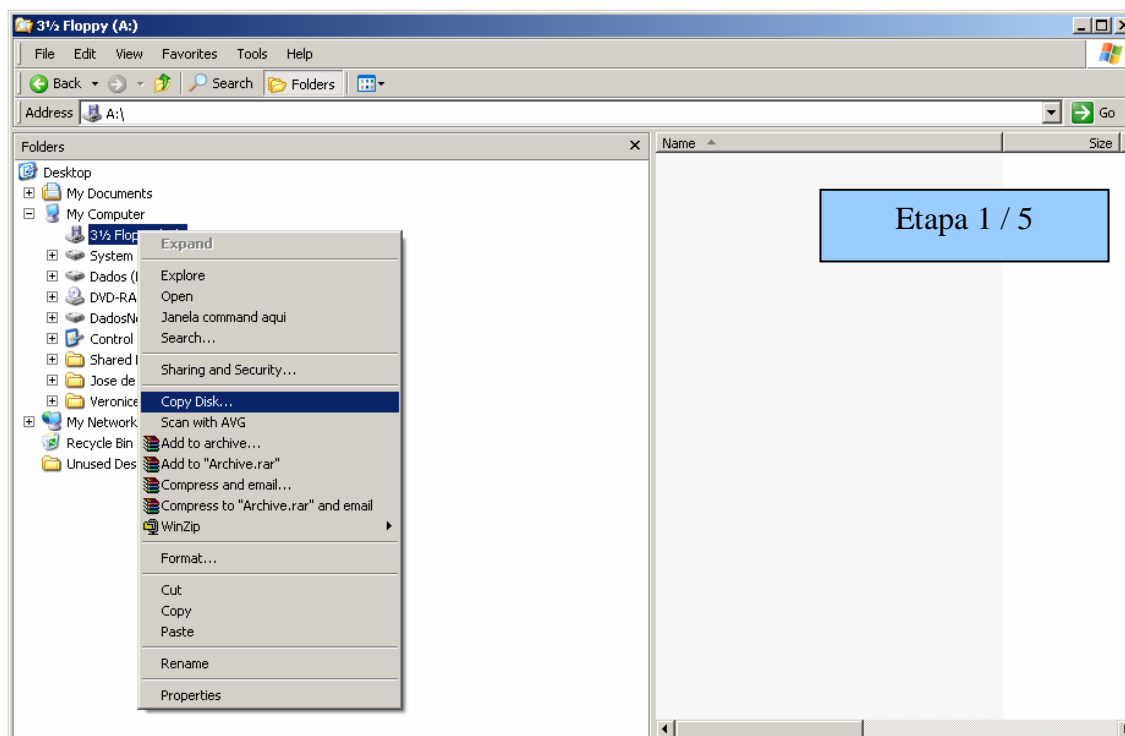 3½ Floppy (A:)
File Edit View Favorites Tools Help
Back Search Folders
Address A:\ Go
Folders
Name Size
Desktop
My Documents
My Computer
3½
System
Dados
DadosN
Control
Shared
Jose de
Veronice
My Network
Recycle Bin
Unused Des
Expand
Explore
Open
Janela command aqui
Search...
Sharing and Security...
Copy Disk...
Scan with AVG
Add to archive...
Add to "Archive.rar"
Compress and email...
Compress to "Archive.rar" and email
WinZip
Format...
Cut
Copy
Paste
Rename
Properties
Etapa 1 / 5